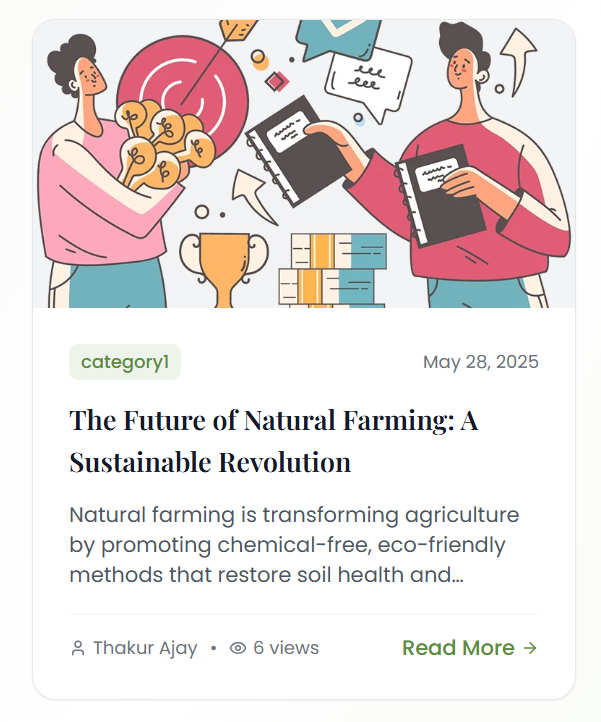 category1
May 28, 2025
The Future of Natural Farming: A
Sustainable Revolution
Natural farming is transforming agriculture
by promoting chemical-free, eco-friendly
methods that restore soil health and...
Thakur Ajay • 6 views
Read More →